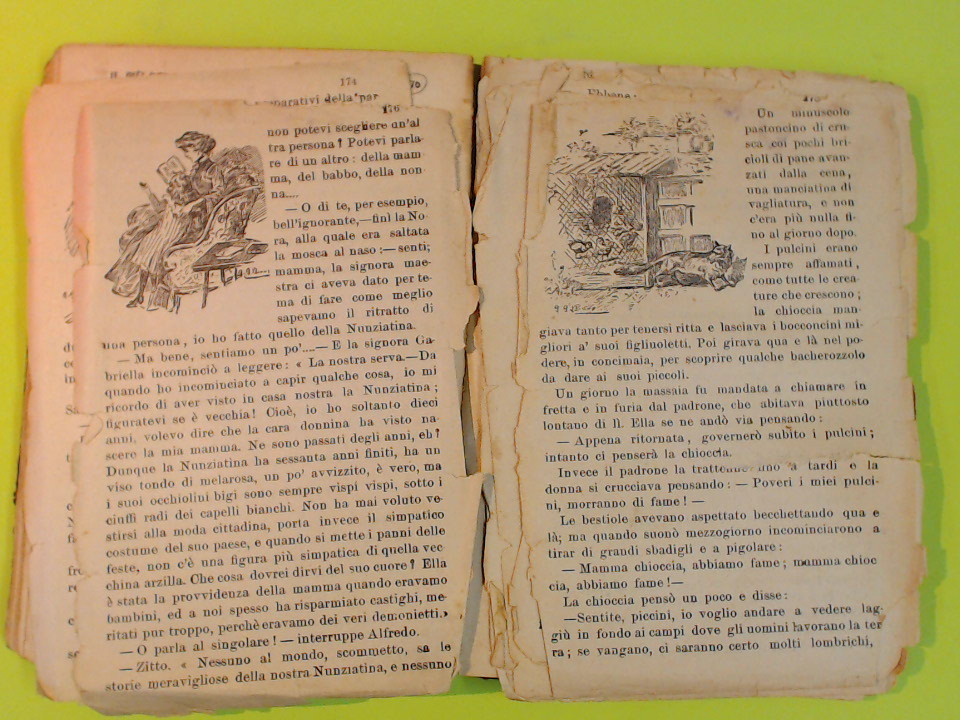 174
parativi della par
176
non potevi scegliere un'al
tra persona? Potevi parla-
re di un altro: della mam-
ma, del babbo, della non-
na....
— O di te, per esempio,
bell'ignorante,—finì la No-
ra, alla quale era saltata
la mosca al naso:— senti;
mamma, la signora mae-
stra ci aveva dato per te-
ma di fare come meglio
sapevamo il ritratto di
una persona, io ho fatto quello della Nunziatina.
— Ma bene, sentiamo un po'....— E la signora Ga-
briella incominciò a leggere: « La nostra serva.—Da
quando ho incominciato a capir qualche cosa, io mi
ricordo di aver visto in casa nostra la Nunziatina;
figuratevi se è vecchia! Cioè, io ho soltanto dieci
anni, volevo dire che la cara donnina ha visto na-
scere la mia mamma. Ne sono passati degli anni, eh?
Dunque la Nunziatina ha sessanta anni finiti, ha un
viso tondo di melarosa, un po' avvizzito, è vero, ma
i suoi occhiolini bigi sono sempre vispi vispi, sotto i
ciuffi radi dei capelli bianchi. Non ha mai voluto ve-
stirsi alla moda cittadina, porta invece il simpatico
costume del suo paese, e quando si mette i panni delle
feste, non c'è una figura più simpatica di quella vec
china arzilla. Che cosa dovrei dirvi del suo cuore? Ella
è stata la provvidenza della mamma quando eravamo
bambini, ed a noi spesso ha risparmiato castighi, me-
ritati pur troppo, perchè eravamo dei veri demonietti.»
— O parla al singolare! — interruppe Alfredo.
— Zitto. « Nessuno al mondo, scommetto, sa le
storie meravigliose della nostra Nunziatina, e nessuno
Un minuscolo
pastoncino di cru-
sca coi pochi bri-
cioli di pane avan-
zati dalla cena,
una manciatina di
vagliatura, e non
c'era più nulla fi-
no al giorno dopo.
I pulcini erano
sempre affamati,
come tutte le crea-
ture che crescono;
la chioccia man-
giava tanto per tenersi ritta e lasciava i bocconcini mi-
gliori a' suoi figliuoletti. Poi girava qua e là nel po-
dere, in concimaia, per scoprire qualche bacherozzolo
da dare ai suoi piccoli.
Un giorno la massaia fu mandata a chiamare in
fretta e in furia dal padrone, che abitava piuttosto
lontano di lì. Ella se ne andò via pensando:
— Appena ritornata, governerò subito i pulcini;
intanto ci penserà la chioccia.
Invece il padrone la trattenne fino a tardi e la
donna si crucciava pensando: — Poveri i miei pulci-
ni, morranno di fame! —
Le bestiole avevano aspettato becchettando qua e
là; ma quando suonò mezzogiorno incominciarono a
tirar di grandi sbadigli e a pigolare:
— Mamma chioccia, abbiamo fame; mamma chioc
cia, abbiamo fame!—
La chioccia pensò un poco e disse:
—Sentite, piccini, io voglio andare a vedere lag-
giù in fondo ai campi dove gli uomini lavorano la ter
ra; se vangano, ci saranno certo molti lombrichi,